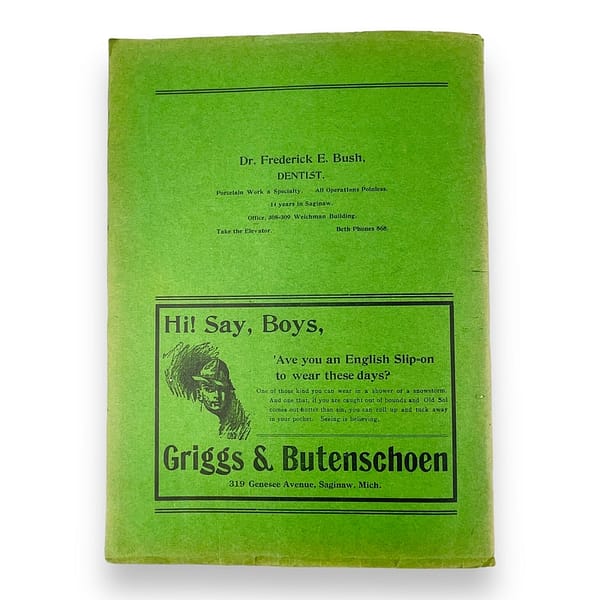 Dr. Frederick E. Bush,
DENTIST.
Porcelain Work a Specialty. All Operations Painless.
14 years in Saginaw.
Office, 308-309 Weichman Building.
Take the Elevator. Both Phones 868.
Hi! Say, Boys,
'Ave you an English Slip-on
to wear these days?
One of those kind you can wear in a shower of a snowstorm.
And one that, if you are caught out of bounds and Old Sol
comes out hotter than sin, you can roll up and tuck away
in your pocket. Seeing is believing.
Griggs & Butenschoen
319 Genesee Avenue, Saginaw, Mich.